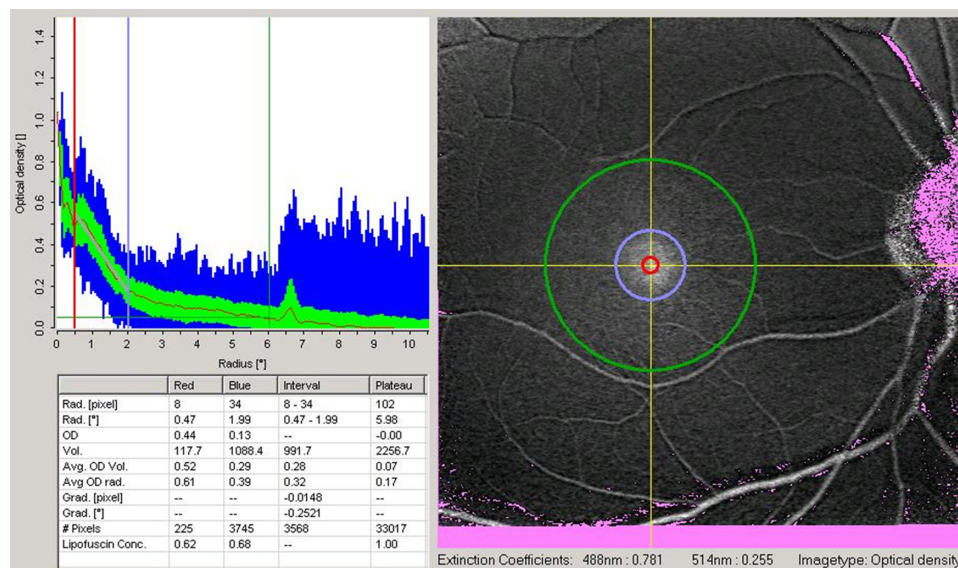 1.4
1.2
1.0
0.8
0.6
0.4
0.2
0.0
Optical density []
0 1 2 3 4 5 6 7 8 9 10
Radius [°]
Red Blue Interval Plateau
Rad. [pixel] 8 34 8 - 34 102
Rad. [°] 0.47 1.99 0.47 - 1.99 5.98
OD 0.44 0.13 -- -0.00
Vol. 117.7 1088.4 991.7 2256.7
Avg. OD Vol. 0.52 0.29 0.28 0.07
Avg OD rad. 0.61 0.39 0.32 0.17
Grad. [pixel] -- -- -0.0148 --
Grad. [°] -- -- -0.2521 --
# Pixels 225 3745 3568 33017
Lipofuscin Conc. 0.62 0.68 -- 1.00
Extinction Coefficients: 488nm : 0.781 514nm : 0.255 Imagetype: Optical density